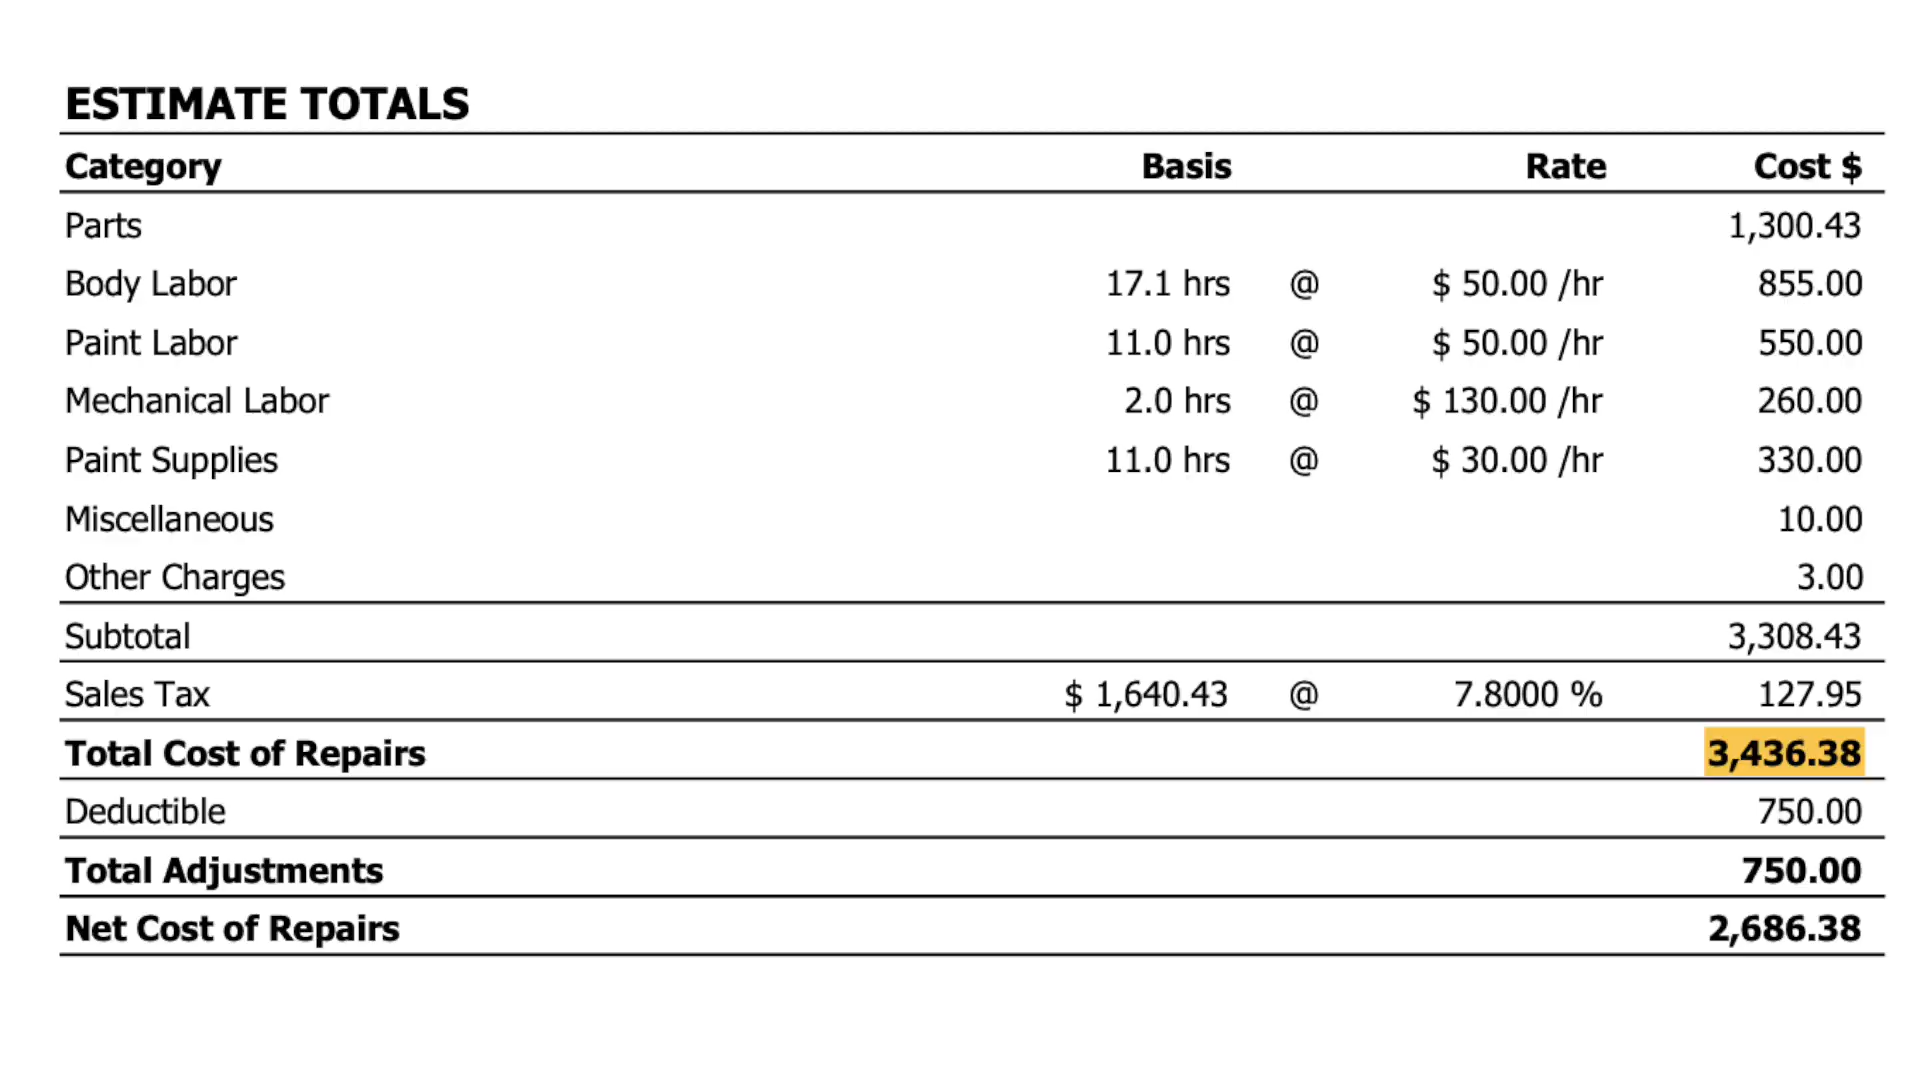 ESTIMATE TOTALS
Category Basis Rate Cost $
Parts 1,300.43
Body Labor 17.1 hrs @ $ 50.00 /hr 855.00
Paint Labor 11.0 hrs @ $ 50.00 /hr 550.00
Mechanical Labor 2.0 hrs @ $ 130.00 /hr 260.00
Paint Supplies 11.0 hrs @ $ 30.00 /hr 330.00
Miscellaneous 10.00
Other Charges 3.00
Subtotal 3,308.43
Sales Tax $ 1,640.43 @ 7.8000 % 127.95
Total Cost of Repairs 3,436.38
Deductible 750.00
Total Adjustments 750.00
Net Cost of Repairs 2,686.38